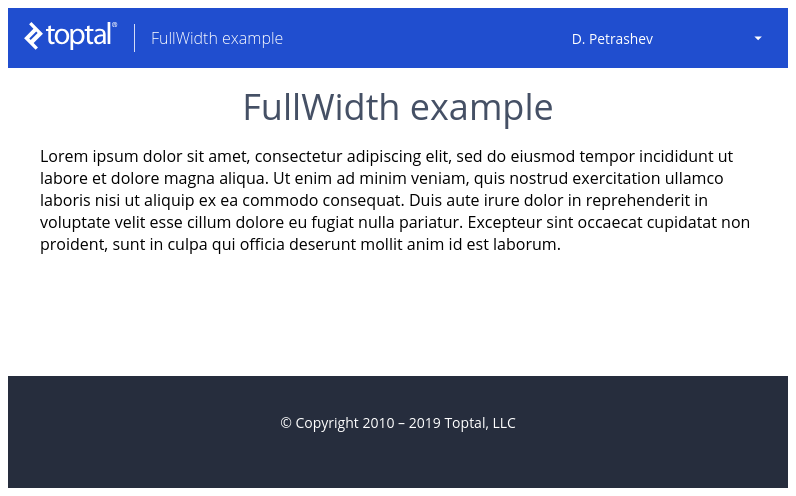 toptal®
FullWidth example
D. Petrashev
FullWidth example
Lorem ipsum dolor sit amet, consectetur adipiscing elit, sed do eiusmod tempor incididunt ut
labore et dolore magna aliqua. Ut enim ad minim veniam, quis nostrud exercitation ullamco
laboris nisi ut aliquip ex ea commodo consequat. Duis aute irure dolor in reprehenderit in
voluptate velit esse cillum dolore eu fugiat nulla pariatur. Excepteur sint occaecat cupidatat non
proident, sunt in culpa qui officia deserunt mollit anim id est laborum.
© Copyright 2010 – 2019 Toptal, LLC